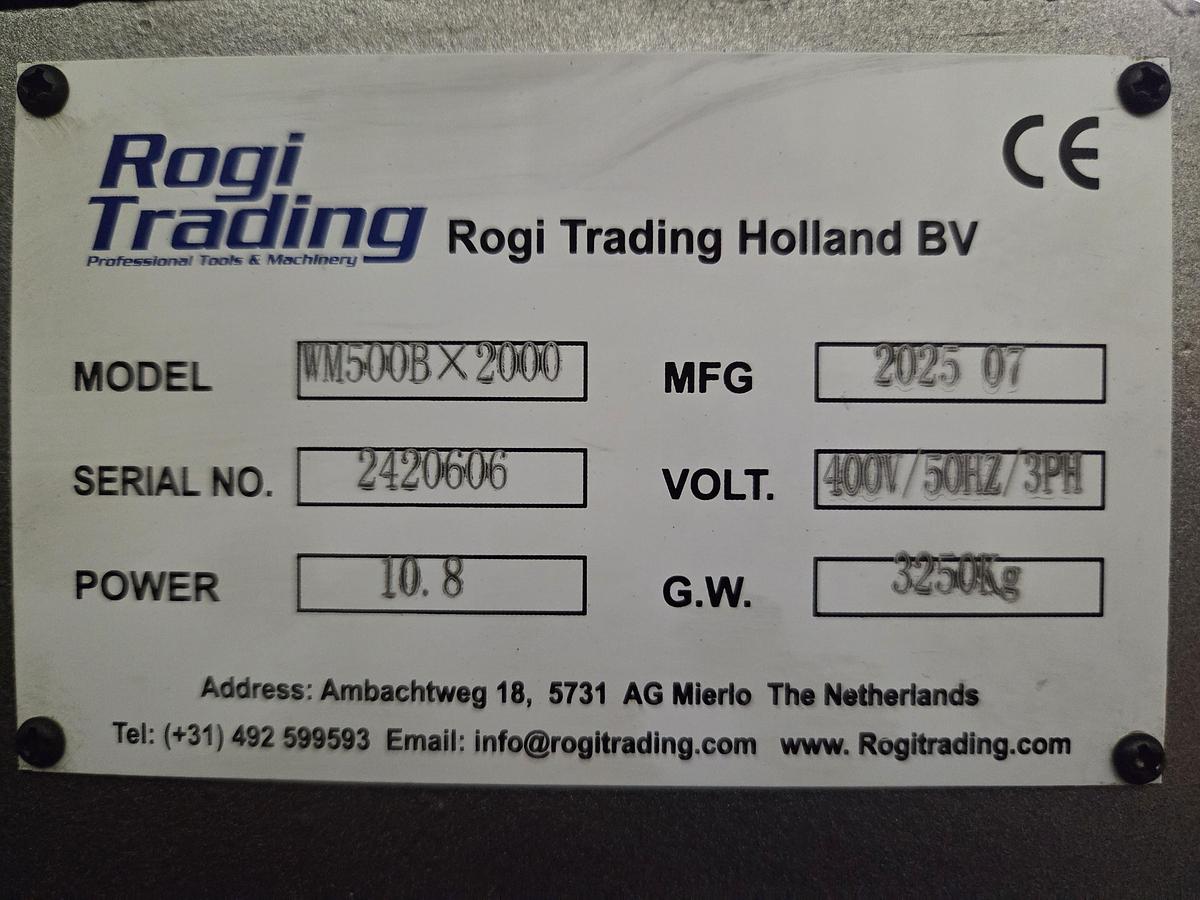 Rogi
Trading
Professional Tools & Machinery
Rogi Trading Holland BV
CE
MODEL WM500B×2000 MFG 2025 07
SERIAL NO. 2420606 VOLT. 400V/50HZ/3PH
POWER 10.8 G.W. 3250Kg
Address: Ambachtweg 18, 5731 AG Mierlo The Netherlands
Tel: (+31) 492 599593 Email: info@rogitrading.com www. Rogitrading.com